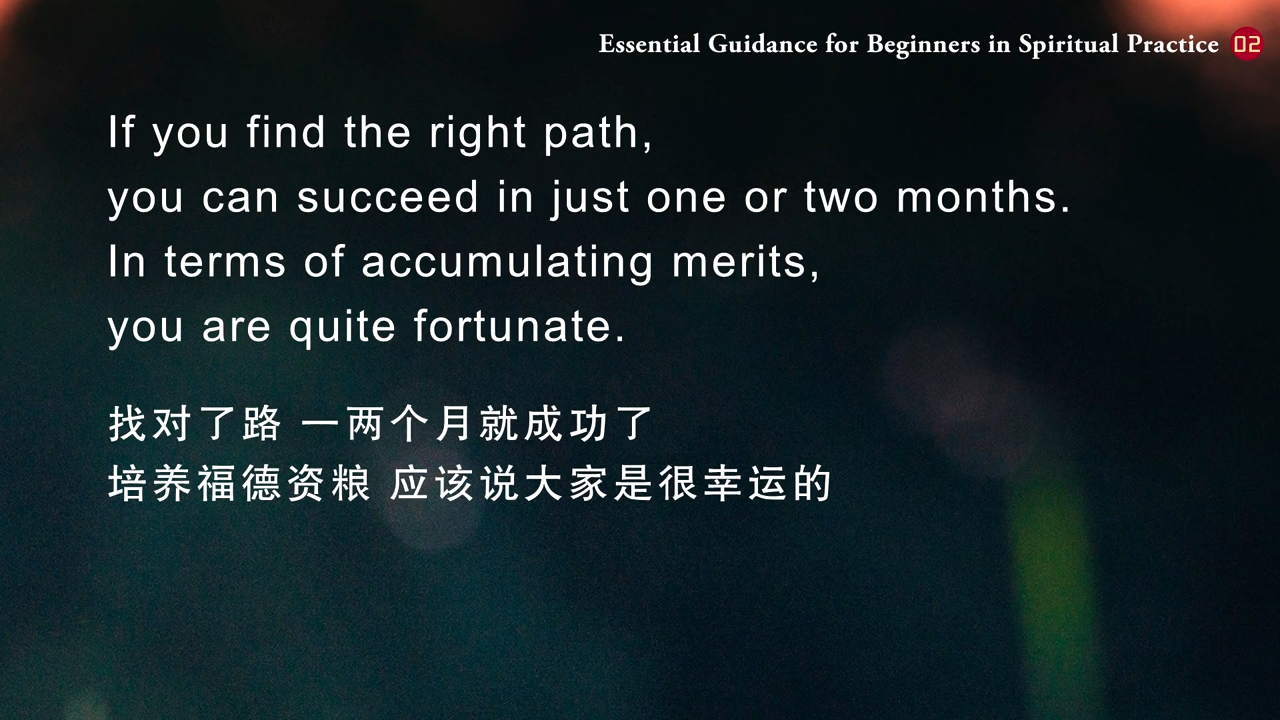 Essential Guidance for Beginners in Spiritual Practice 02
If you find the right path,
you can succeed in just one or two months.
In terms of accumulating merits,
you are quite fortunate.
找对了路 一两个月就成功了
培养福德资粮 应该说大家是很幸运的